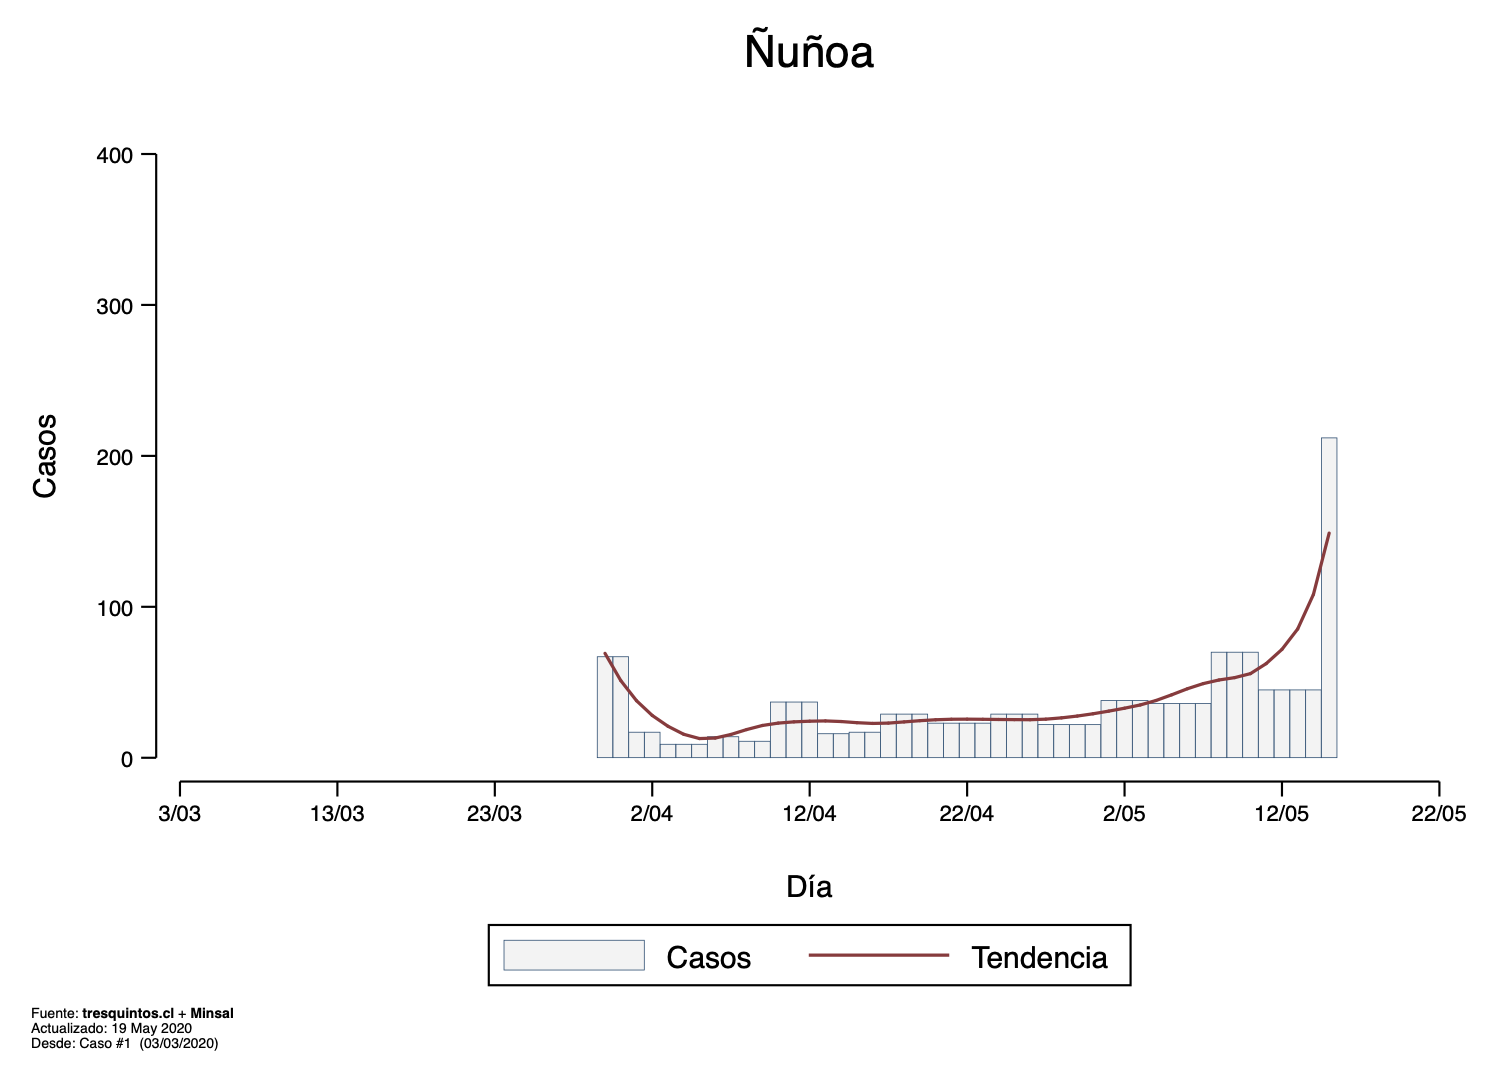 Ñuñoa
400
300
200
100
0
Casos
3/03 13/03 23/03 2/04 12/04 22/04 2/05 12/05 22/05
Día
Casos Tendencia
Fuente: tresquintos.cl + Minsal
Actualizado: 19 May 2020
Desde: Caso #1 (03/03/2020)